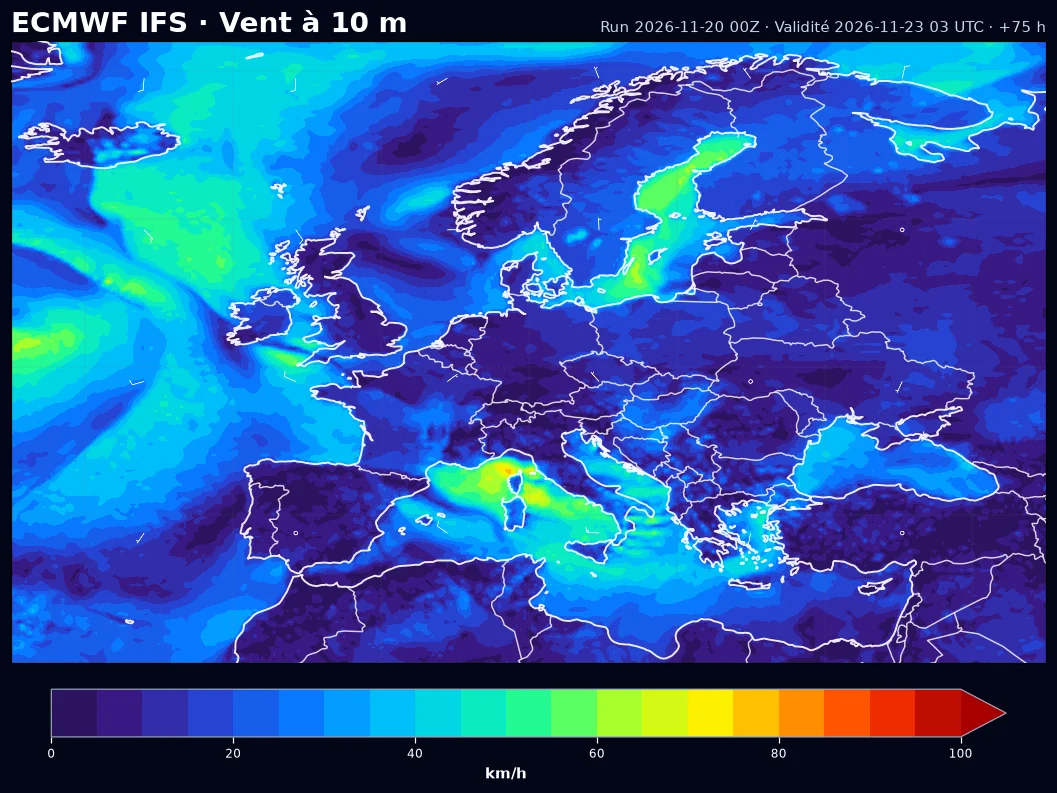 ECMWF IFS · Vent à 10 m
Run 2026-11-20 00Z · Validité 2026-11-23 03 UTC · +75 h
0 20 40 60 80 100
km/h